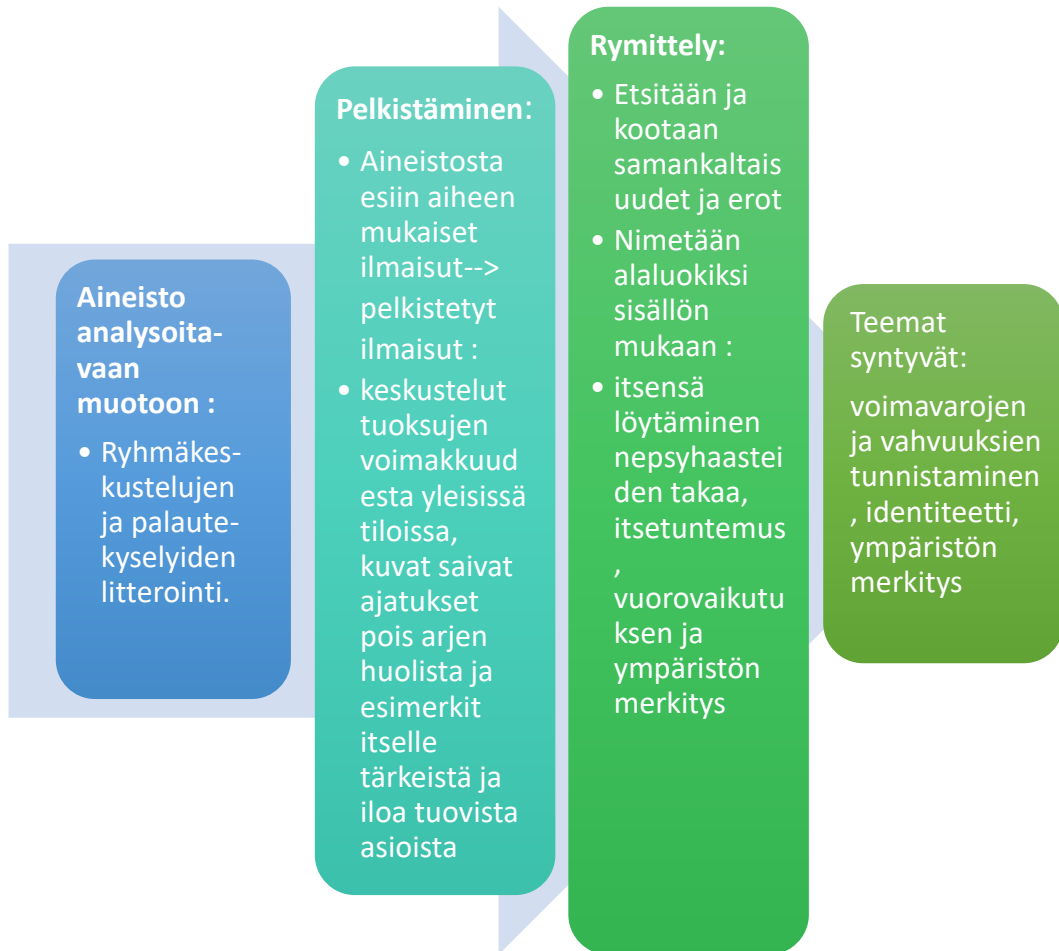 Aineisto
analysoita-
vaan
muotoon :
• Ryhmäkes-
kustelujen
ja palaute-
kyselyiden
litterointi.
Pelkistäminen:
• Aineistosta
esiin aiheen
mukaiset
ilmaisut-->
pelkistetyt
ilmaisut :
• keskustelut
tuoksujen
voimakkuud
esta yleisissä
tiloissa,
kuvat saivat
ajatukset
pois arjen
huolista ja
esimerkit
itselle
tärkeistä ja
iloa tuovista
asioista
Rymittely:
• Etsitään ja
kootaan
samankaltais
uudet ja erot
• Nimetään
alaluokiksi
sisällön
mukaan :
• itsensä
löytäminen
nepsyhaastei
den takaa,
itsetuntemus
,
vuorovaikutu
ksen ja
ympäristön
merkitys
Teemat
syntyvät:
voimavarojen
ja vahvuuksien
tunnistaminen
, identiteetti,
ympäristön
merkitys